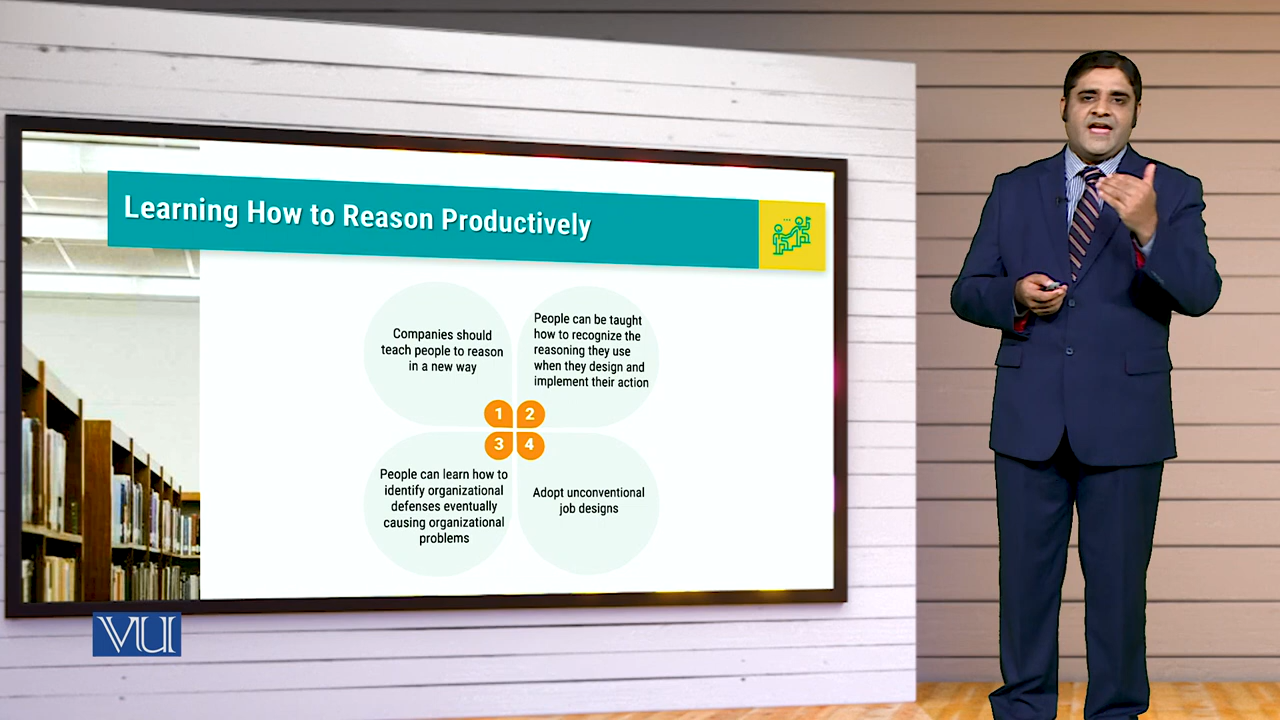 Learning How to Reason Productively
Companies should
teach people to reason
in a new way
People can be taught
how to recognize the
reasoning they use
when they design and
implement their action
1
2
3
4
People can learn how to
identify organizational
defenses eventually
causing organizational
problems
Adopt unconventional
job designs
VU